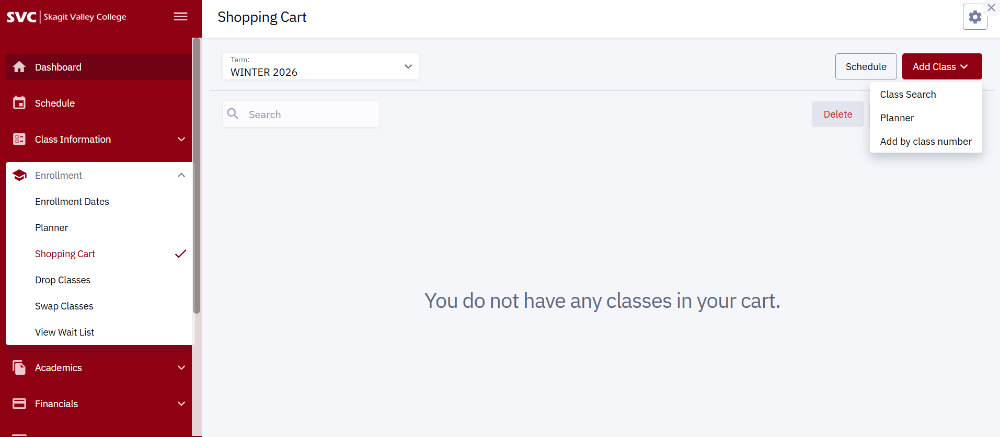 SVC Skagit Valley College
Dashboard
Schedule
Class Information
Enrollment
Enrollment Dates
Planner
Shopping Cart
Drop Classes
Swap Classes
View Wait List
Academics
Financials
Shopping Cart
Term:
WINTER 2026
Schedule
Add Class
Class Search
Planner
Add by class number
Search
Delete
You do not have any classes in your cart.